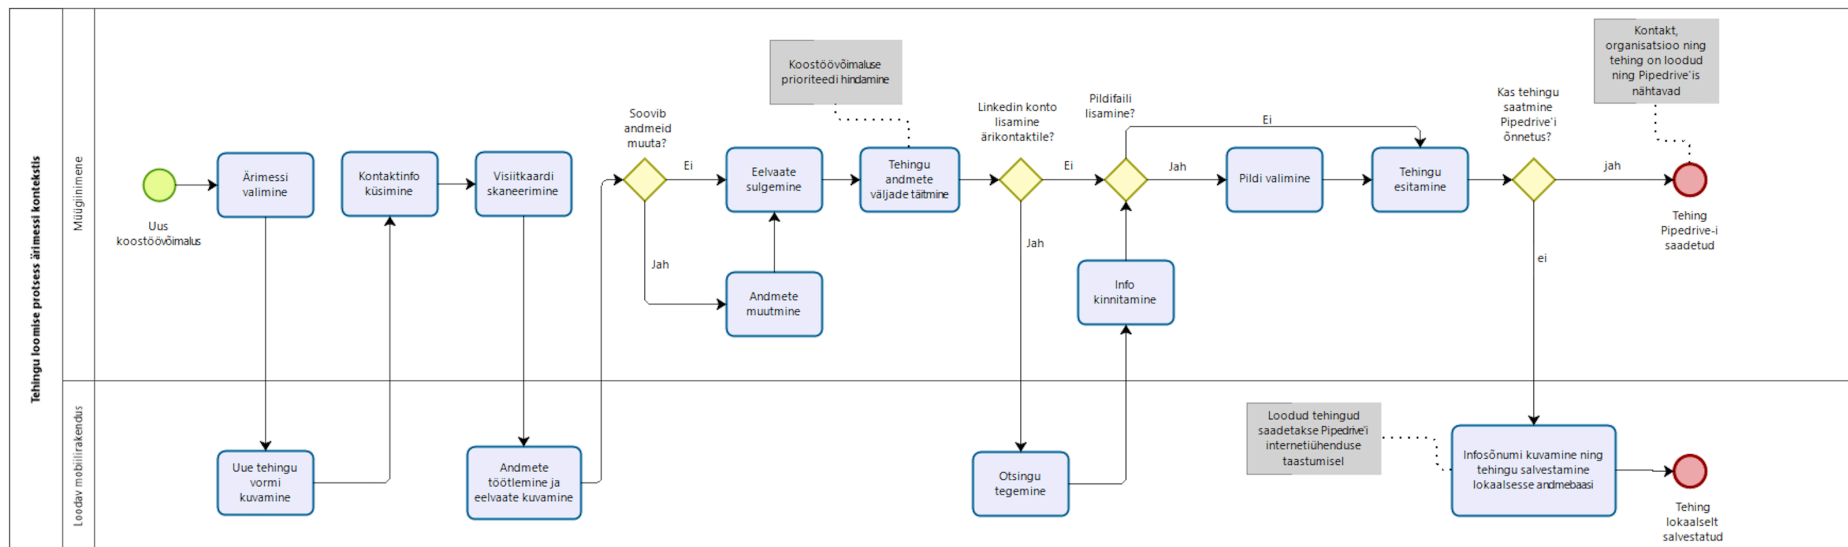 Tehingu loomise protsess ärimessi kontekstis
Müügiinimene
Uus
koostöövõimalus
Ärimessi
valimine
Kontaktinfo
küsimine
Visiitkaardi
skaneerimine
Soovib
andmeid
muuta?
Ei
Jah
Eelvaate
sulgemine
Andmete
muutmine
Koostöövõimaluse
prioriteedi hindamine
Tehingu
andmete
väljade täitmine
Linkedin konto
lisamine
ärikontaktile?
Ei
Jah
Pildifaili
lisamine?
Ei
Jah
Info
kinnitamine
Pildi valimine
Tehingu
esitamine
Kas tehingu
saatmine
Pipedrive'i
õnnetus?
jah
ei
Kontakt,
organisatsioo ning
tehing on loodud
ning Pipedrive'is
nähtavad
Tehing
Pipedrive-i
saadetud
Loodav mobiilirakendus
Uue tehingu
vormi
kuvamine
Andmete
töötlemine ja
eelvaate kuvamine
Otsingu
tegemine
Loodud tehingud
saadetakse Pipedrive'i
internetiühenduse
taastumisel
Infosõnumi kuvamine ning
tehingu salvestamine
lokaalsesse andmebaasi
Tehing
lokaalselt
salvestatud